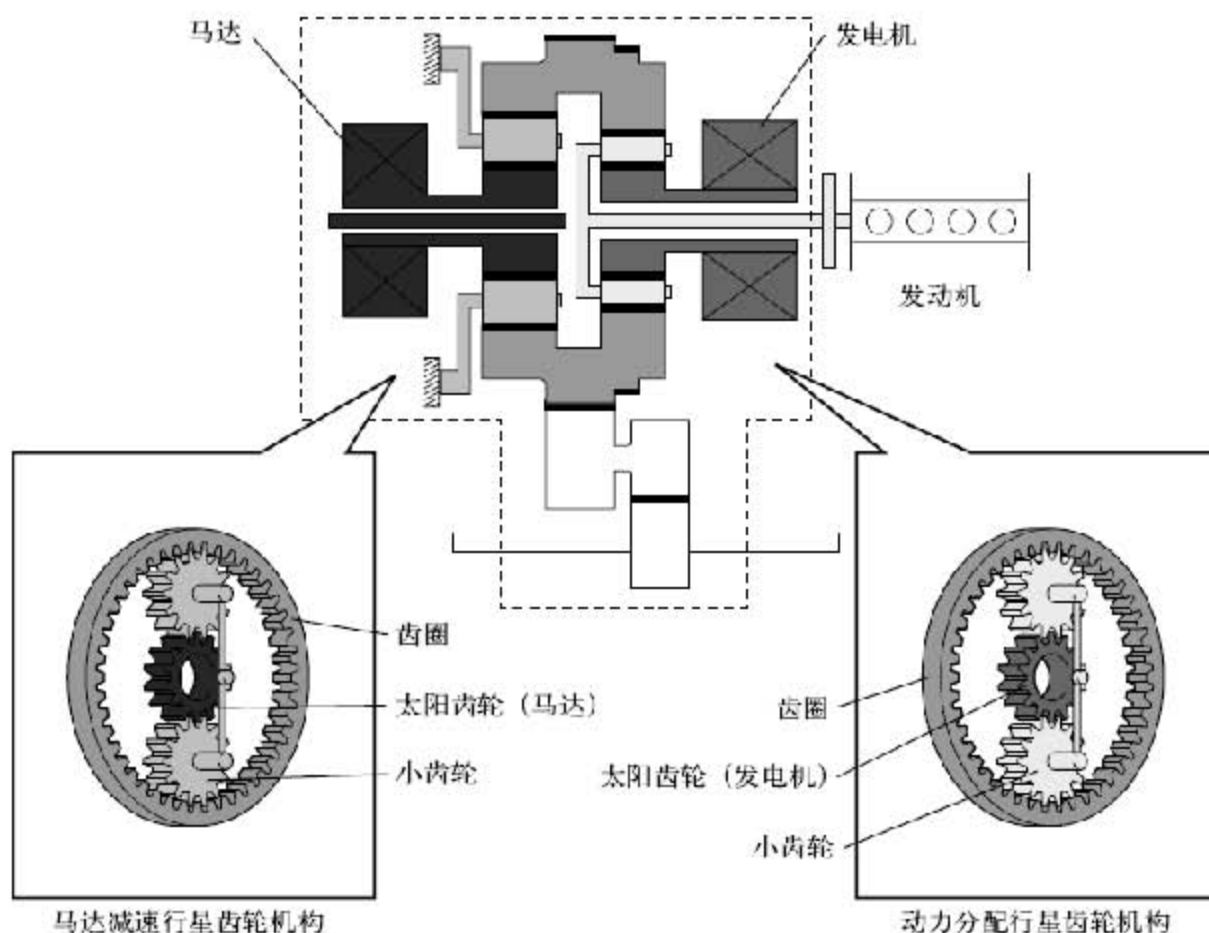 马达
发电机
发动机
齿圈
太阳齿轮（马达）
小齿轮
齿圈
太阳齿轮（发电机）
小齿轮
马达减速行星齿轮机构
动力分配行星齿轮机构